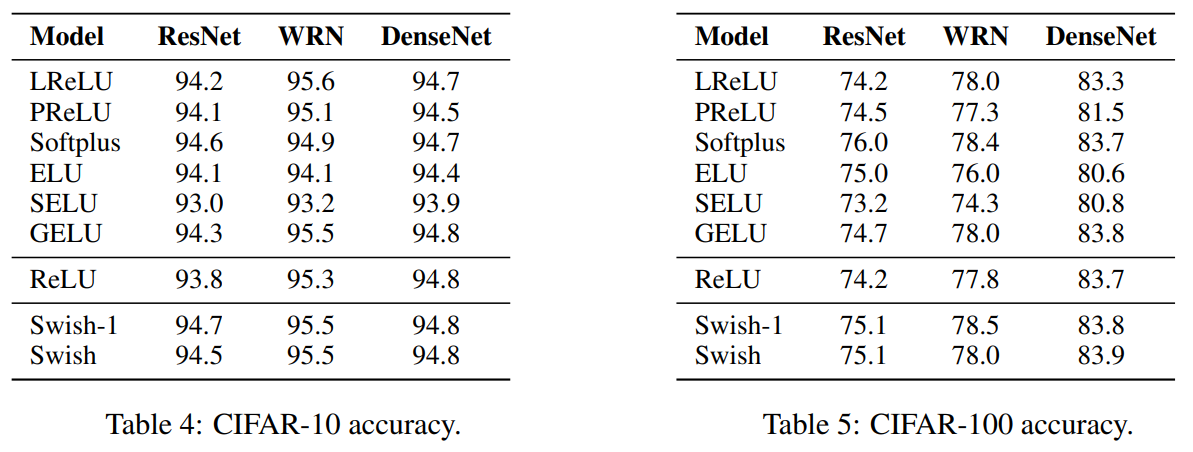 Model ResNet WRN DenseNet
LReLU 94.2 95.6 94.7
PReLU 94.1 95.1 94.5
Softplus 94.6 94.9 94.7
ELU 94.1 94.1 94.4
SELU 93.0 93.2 93.9
GELU 94.3 95.5 94.8
ReLU 93.8 95.3 94.8
Swish-1 94.7 95.5 94.8
Swish 94.5 95.5 94.8
Table 4: CIFAR-10 accuracy.
Model ResNet WRN DenseNet
LReLU 74.2 78.0 83.3
PReLU 74.5 77.3 81.5
Softplus 76.0 78.4 83.7
ELU 75.0 76.0 80.6
SELU 73.2 74.3 80.8
GELU 74.7 78.0 83.8
ReLU 74.2 77.8 83.7
Swish-1 75.1 78.5 83.8
Swish 75.1 78.0 83.9
Table 5: CIFAR-100 accuracy.